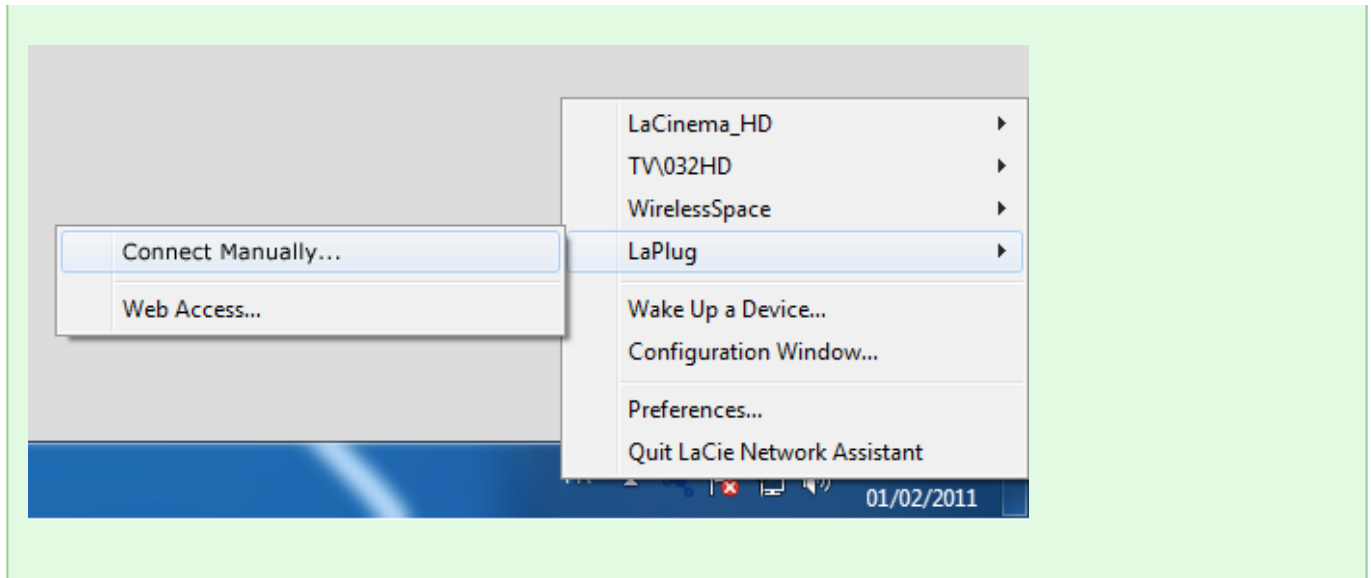 LaCinema_HD
TV\032HD
WirelessSpace
Connect Manually...
LaPlug
Web Access...
Wake Up a Device...
Configuration Window...
Preferences...
Quit LaCie Network Assistant
01/02/2011